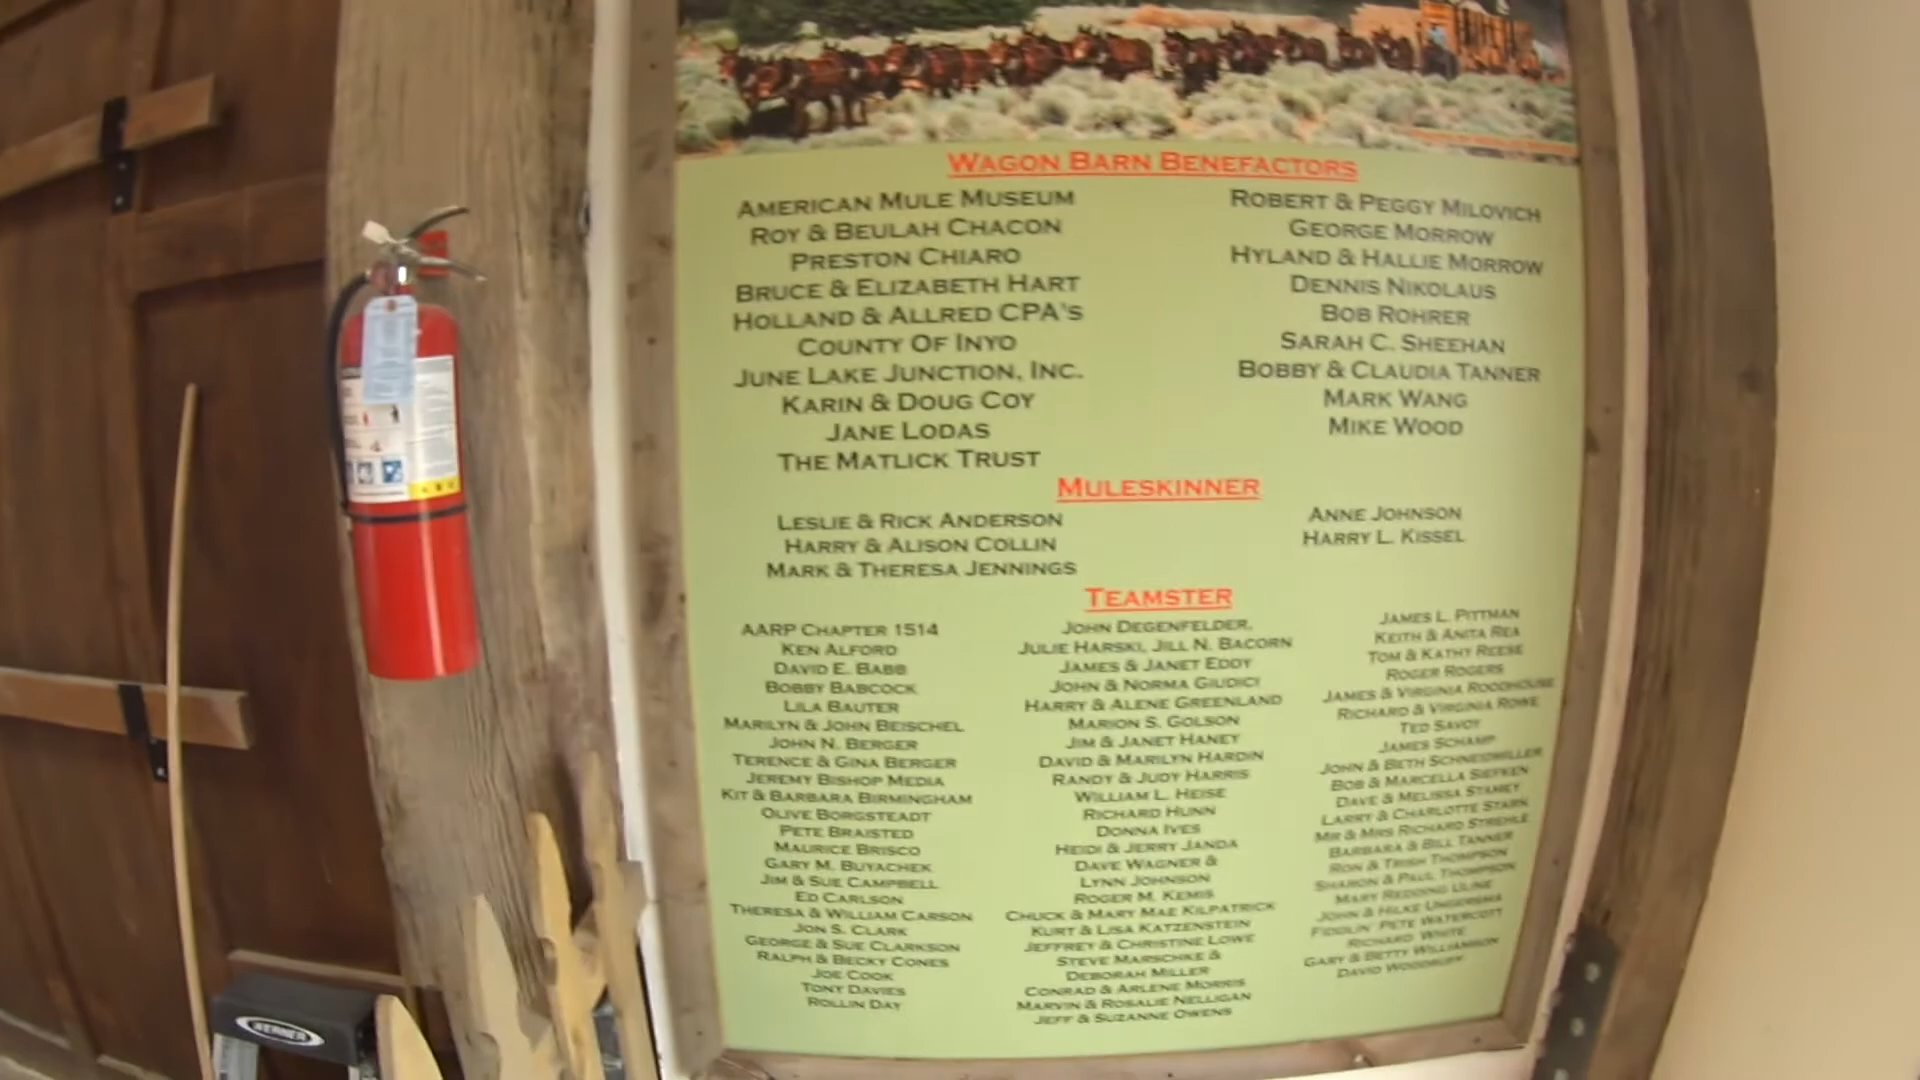 WAGON BARN BENEFACTORS
AMERICAN MULE MUSEUM
ROY & BEULAH CHACON
PRESTON CHIARO
BRUCE & ELIZABETH HART
HOLLAND & ALLRED CPA'S
COUNTY OF INYO
JUNE LAKE JUNCTION, INC.
KARIN & DOUG COY
JANE LODAS
THE MATLICK TRUST
ROBERT & PEGGY MILOVICH
GEORGE MORROW
HYLAND & HALLIE MORROW
DENNIS NIKOLAUS
BOB ROHRER
SARAH C. SHEEHAN
BOBBY & CLAUDIA TANNER
MARK WANG
MIKE WOOD
MULESKINNER
LESLIE & RICK ANDERSON
HARRY & ALISON COLLIN
MARK & THERESA JENNINGS
ANNE JOHNSON
HARRY L. KISSEL
TEAMSTER
AARP CHAPTER 1514
KEN ALFORD
DAVID E. BABB
BOBBY BABCOCK
LILA BAUTER
MARILYN & JOHN BEISCHEL
JOHN N. BERGER
TERENCE & GINA BERGER
JEREMY BISHOP MEDIA
KIT & BARBARA BIRMINGHAM
OLIVE BORGSTEADT
PETE BRAISTED
MAURICE BRISCO
GARY M. BUYACHEK
JIM & SUE CAMPBELL
ED CARLSON
THERESA & WILLIAM CARSON
JON S. CLARK
GEORGE & SUE CLARKSON
RALPH & BECKY CONES
JOE COOK
TONY DAVIES
ROLLIN DAY
JOHN DEGENFELDER,
JULIE HARSKI, JILL N. BACORN
JAMES & JANET EDDY
JOHN & NORMA GIUDICI
HARRY & ALENE GREENLAND
MARION S. GOLSON
JIM & JANET HANEY
DAVID & MARILYN HARDIN
RANDY & JUDY HARRIS
WILLIAM L. HEISE
RICHARD HUNN
DONNA IVES
HEIDI & JERRY JANDA
DAVE WAGNER &
LYNN JOHNSON
ROGER M. KEMIS
CHUCK & MARY MAE KILPATRICK
KURT & LISA KATZENSTEIN
JEFFREY & CHRISTINE LOWE
STEVE MARSCHKE &
DEBORAH MILLER
CONRAD & ARLENE MORRIS
MARVIN & ROSALIE NELLIGAN
JEFF & SUZANNE OWENS
JAMES L. PITTMAN
KEITH & ANITA REA
TOM & KATHY REESE
ROGER ROGERS
JAMES & VIRGINIA ROODHOUSE
RICHARD & VIRGINIA ROWE
TED SAVOY
JAMES SCHAMP
JOHN & BETH SCHNEIDMILLER
BOB & MARCELLA SIEFKEN
DAVE & MELISSA STAMEY
LARRY & CHARLOTTE STARK
MR & MRS RICHARD STREHLE
BARBARA & BILL TANNER
RON & TRISH THOMPSON
SHARON & PAUL THOMPSON
MARY REDDING ULINE
JOHN & HILKE
FIDDLIN' PETE WATERCOTT
RICHARD WHITE
GARY & BETTY WILLIAMSON
DAVID WOODRUFF
WERNER